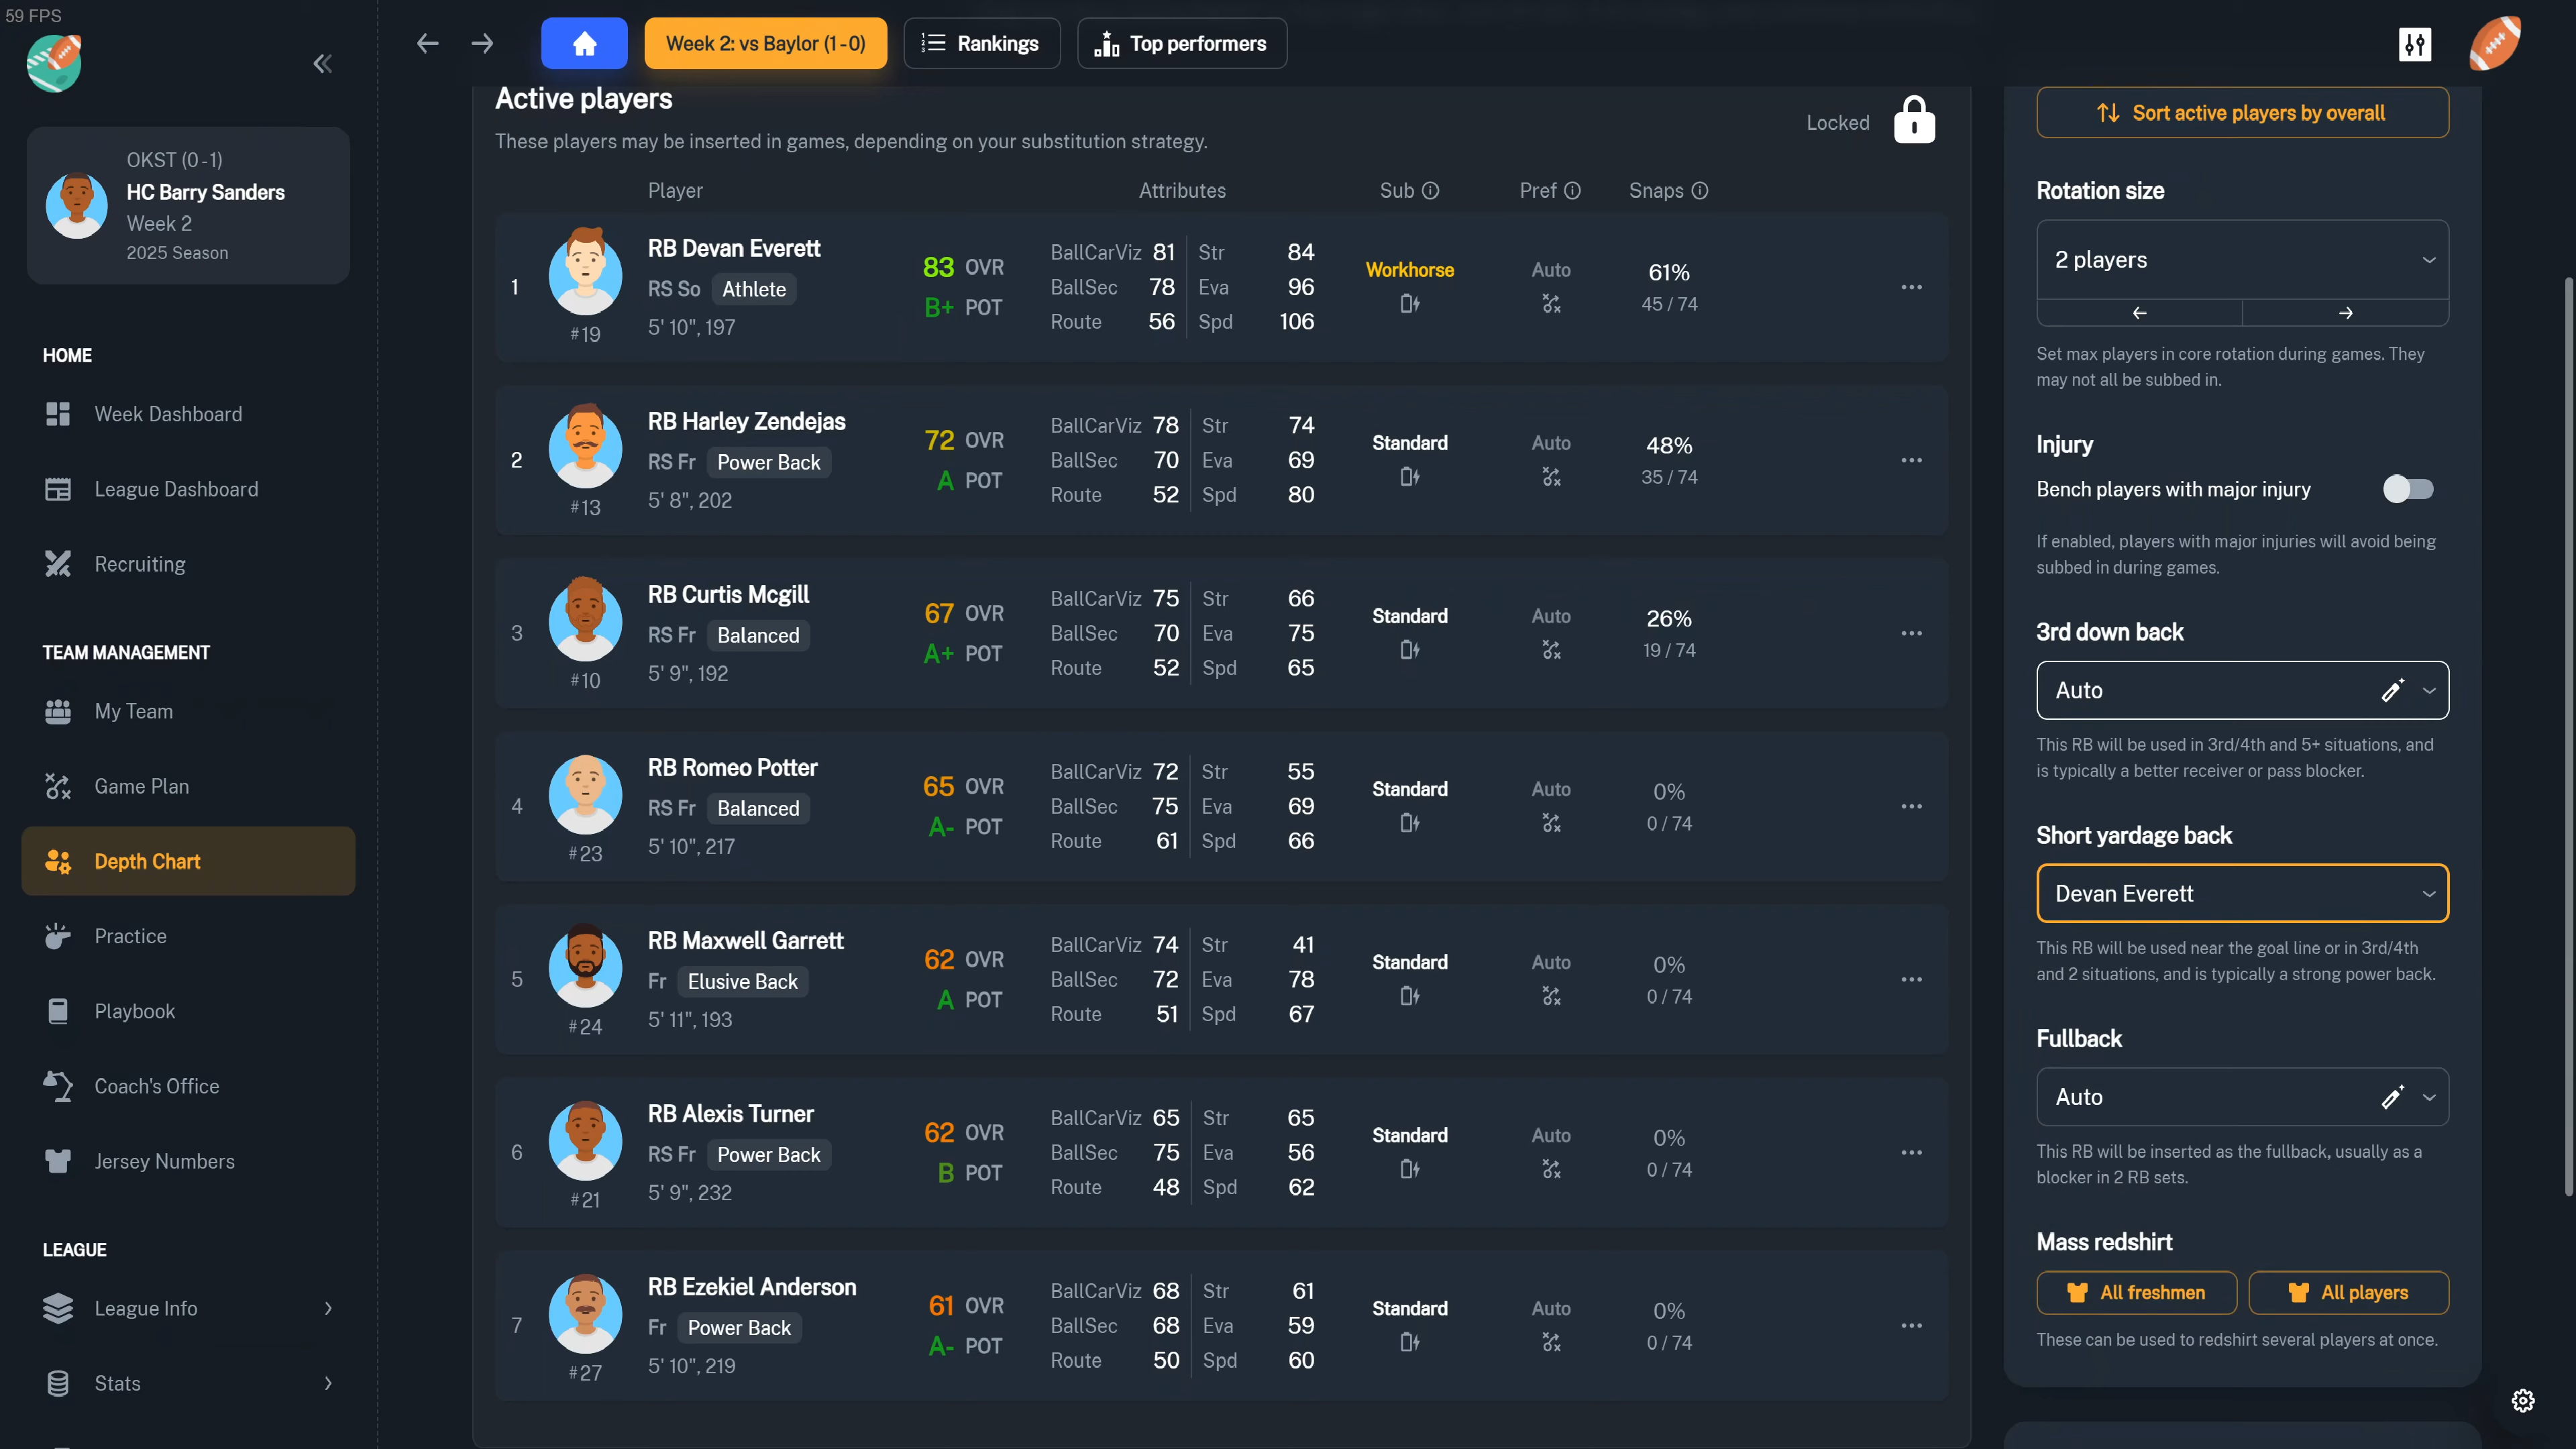 59 FPS
Week 2: vs Baylor (1-0)
Rankings
Top performers
OKST (0-1)
HC Barry Sanders
Week 2
2025 Season
HOME
Week Dashboard
League Dashboard
Recruiting
TEAM MANAGEMENT
My Team
Game Plan
Depth Chart
Practice
Playbook
Coach's Office
Jersey Numbers
LEAGUE
League Info
Stats
Active players
These players may be inserted in games, depending on your substitution strategy.
Locked
Player Attributes Sub Pref Snaps
1
#19
RB Devan Everett
RS So Athlete
5' 10", 197
83 OVR
B+ POT
BallCarViz 81 Str 84
BallSec 78 Eva 96
Route 56 Spd 106
Workhorse
Auto
61%
45 / 74
2
#13
RB Harley Zendejas
RS Fr Power Back
5' 8", 202
72 OVR
A POT
BallCarViz 78 Str 74
BallSec 70 Eva 69
Route 52 Spd 80
Standard
Auto
48%
35 / 74
3
#10
RB Curtis Mcgill
RS Fr Balanced
5' 9", 192
67 OVR
A+ POT
BallCarViz 75 Str 66
BallSec 70 Eva 75
Route 52 Spd 65
Standard
Auto
26%
19 / 74
4
#23
RB Romeo Potter
RS Fr Balanced
5' 10", 217
65 OVR
A- POT
BallCarViz 72 Str 55
BallSec 75 Eva 69
Route 61 Spd 66
Standard
Auto
0%
0 / 74
5
#24
RB Maxwell Garrett
Fr Elusive Back
5' 11", 193
62 OVR
A POT
BallCarViz 74 Str 41
BallSec 72 Eva 78
Route 51 Spd 67
Standard
Auto
0%
0 / 74
6
#21
RB Alexis Turner
RS Fr Power Back
5' 9", 232
62 OVR
B POT
BallCarViz 65 Str 65
BallSec 75 Eva 56
Route 48 Spd 62
Standard
Auto
0%
0 / 74
7
#27
RB Ezekiel Anderson
Fr Power Back
5' 10", 219
61 OVR
A- POT
BallCarViz 68 Str 61
BallSec 68 Eva 59
Route 50 Spd 60
Standard
Auto
0%
0 / 74
Sort active players by overall
Rotation size
2 players
Set max players in core rotation during games. They
may not all be subbed in.
Injury
Bench players with major injury
If enabled, players with major injuries will avoid being
subbed in during games.
3rd down back
Auto
This RB will be used in 3rd/4th and 5+ situations, and
is typically a better receiver or pass blocker.
Short yardage back
Devan Everett
This RB will be used near the goal line or in 3rd/4th
and 2 situations, and is typically a strong power back.
Fullback
Auto
This RB will be inserted as the fullback, usually as a
blocker in 2 RB sets.
Mass redshirt
All freshmen
All players
These can be used to redshirt several players at once.